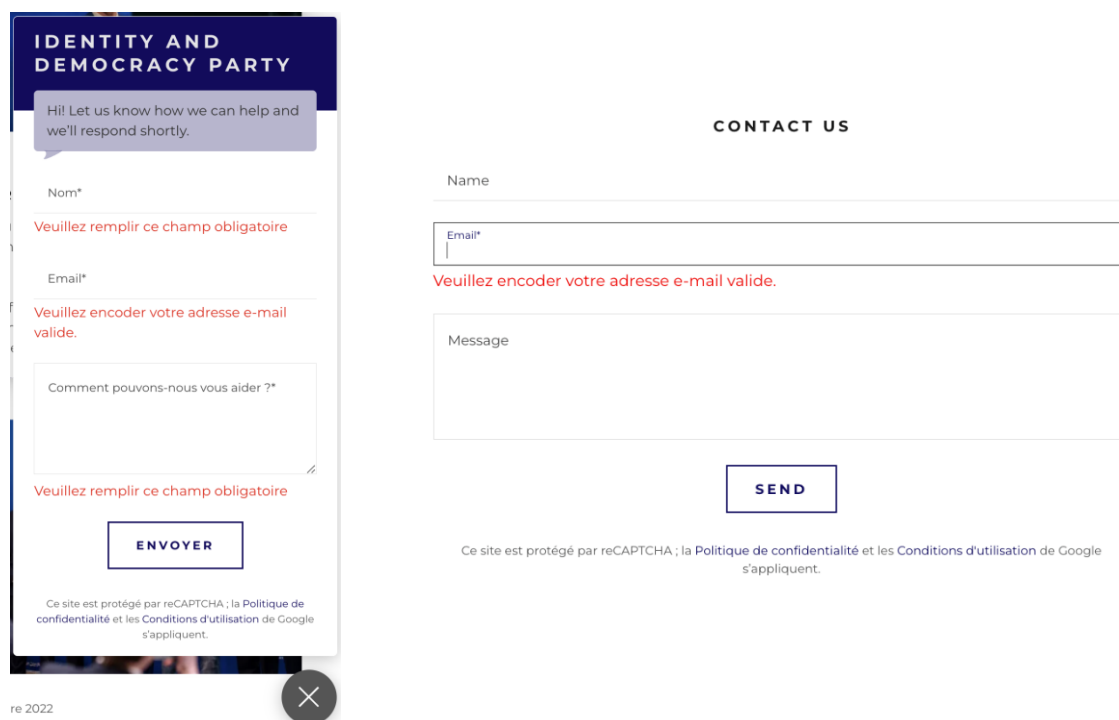 IDENTITY AND
DEMOCRACY PARTY
Hi! Let us know how we can help and
we'll respond shortly.
Nom*
Veuillez remplir ce champ obligatoire
Email*
Veuillez encoder votre adresse e-mail
valide.
Comment pouvons-nous vous aider ?*
Veuillez remplir ce champ obligatoire
ENVOYER
Ce site est protégé par reCAPTCHA ; la Politique de
confidentialité et les Conditions d'utilisation de Google
s'appliquent.
re 2022
CONTACT US
Name
Email*
Veuillez encoder votre adresse e-mail valide.
Message
SEND
Ce site est protégé par reCAPTCHA ; la Politique de confidentialité et les Conditions d'utilisation de Google
s'appliquent.